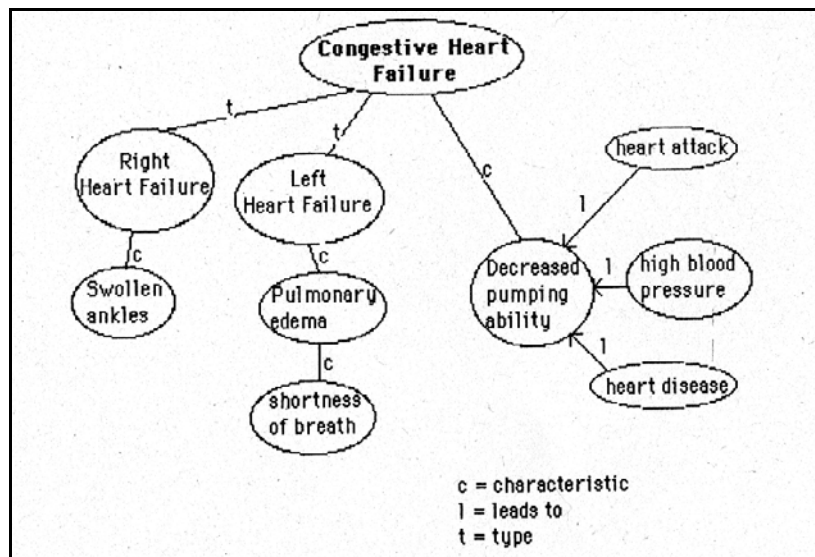 Congestive Heart
Failure
t
t
c
Right
Heart Failure
Left
Heart Failure
heart attack
l
c
c
Swollen
ankles
Pulmonary
edema
Decreased
pumping
ability
l
high blood
pressure
l
c
shortness
of breath
heart disease
c = characteristic
l = leads to
t = type